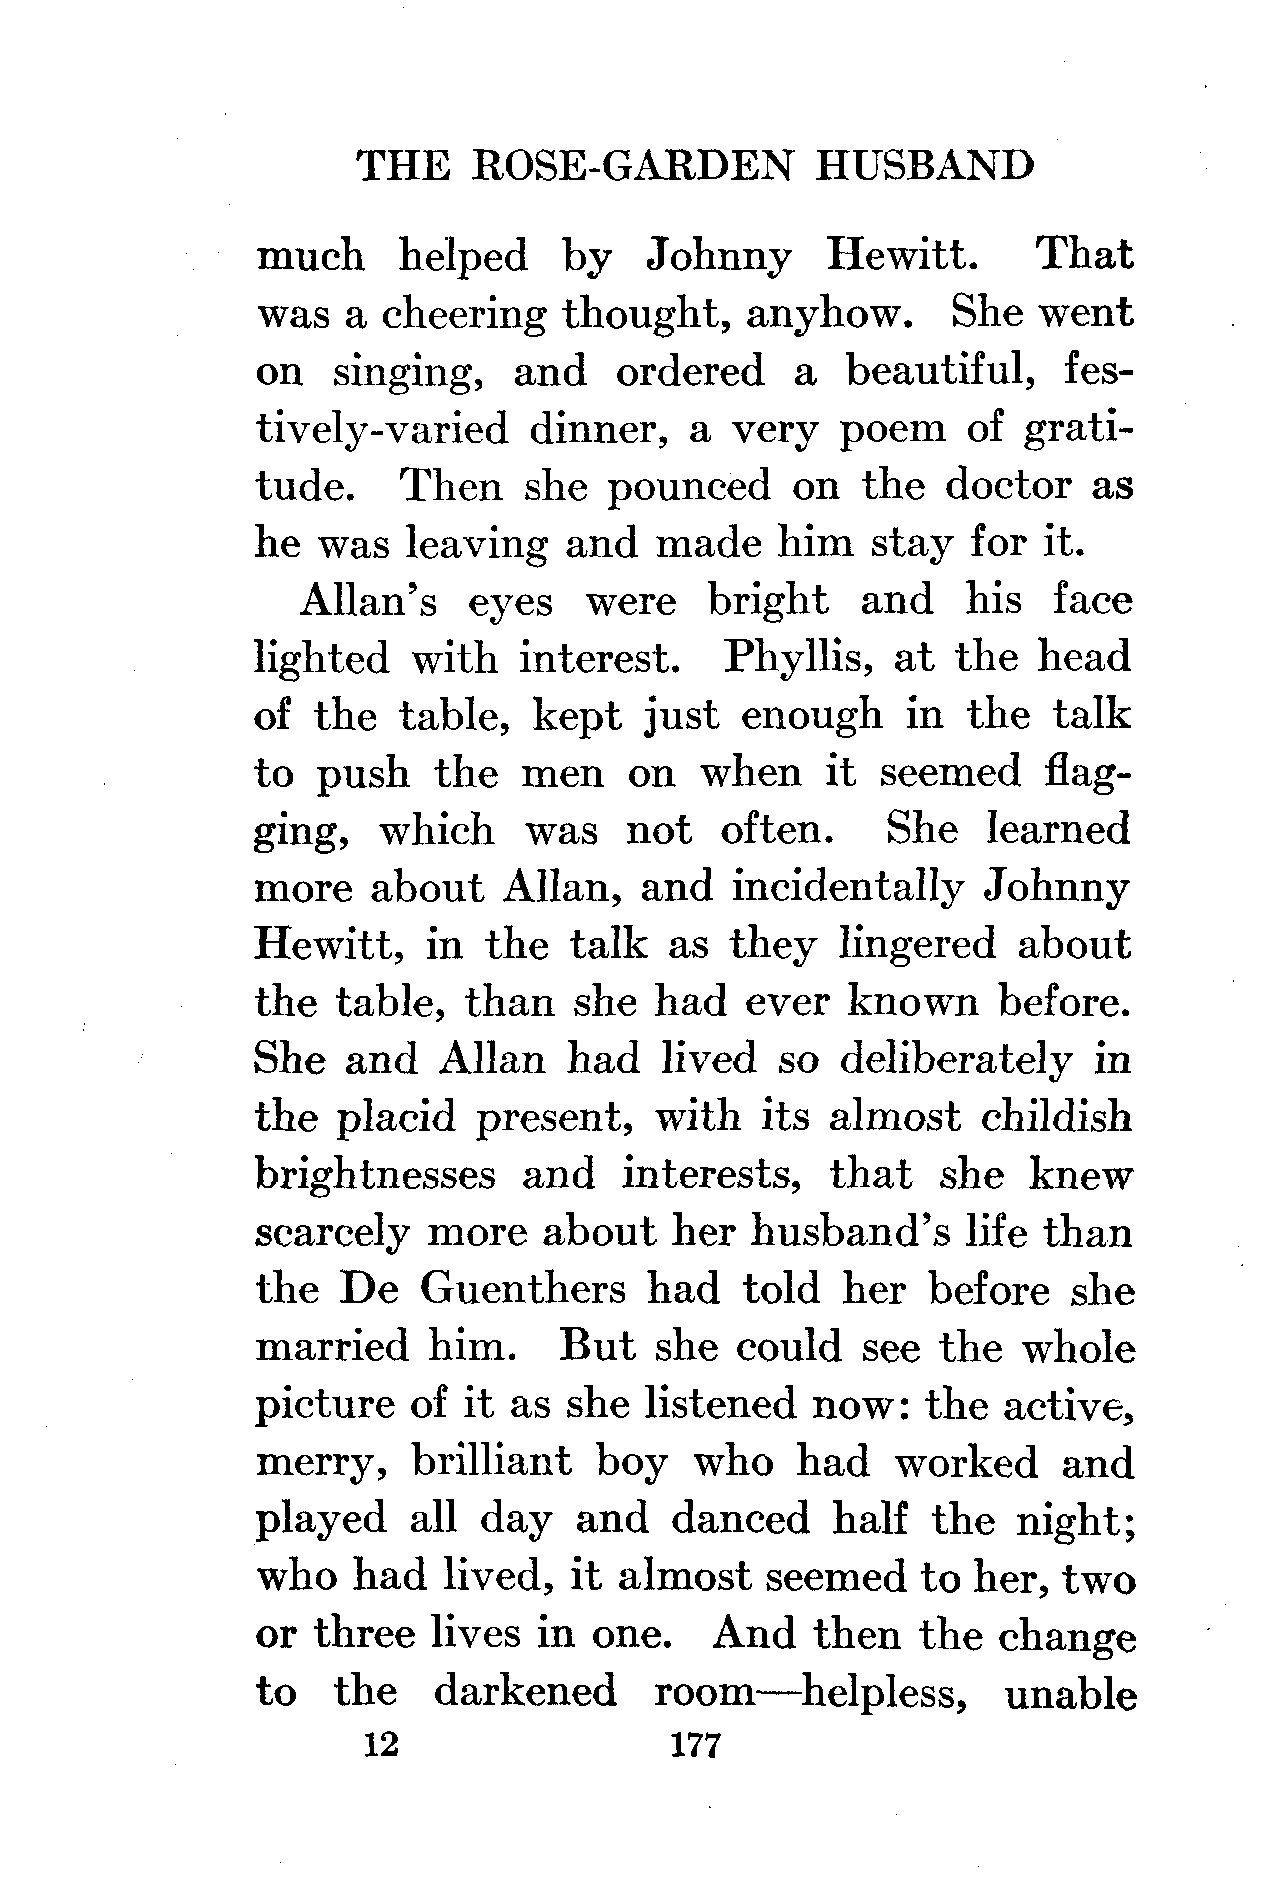 THE ROSE-GARDEN HUSBAND
much helped by Johnny Hewitt. That
was a cheering thought, anyhow. She went
on singing, and ordered a beautiful, fes-
tively-varied dinner, a very poem of grati-
tude. Then she pounced on the doctor as
he was leaving and made him stay for it.
Allan's eyes were bright and his face
lighted with interest. Phyllis, at the head
of the table, kept just enough in the talk
to push the men on when it seemed flag-
ging, which was not often. She learned
more about Allan, and incidentally Johnny
Hewitt, in the talk as they lingered about
the table, than she had ever known before.
She and Allan had lived so deliberately in
the placid present, with its almost childish
brightnesses and interests, that she knew
scarcely more about her husband's life than
the De Guenthers had told her before she
married him. But she could see the whole
picture of it as she listened now: the active,
merry, brilliant boy who had worked and
played all day and danced half the night;
who had lived, it almost seemed to her, two
or three lives in one. And then the change
to the darkened room—helpless, unable
12 177